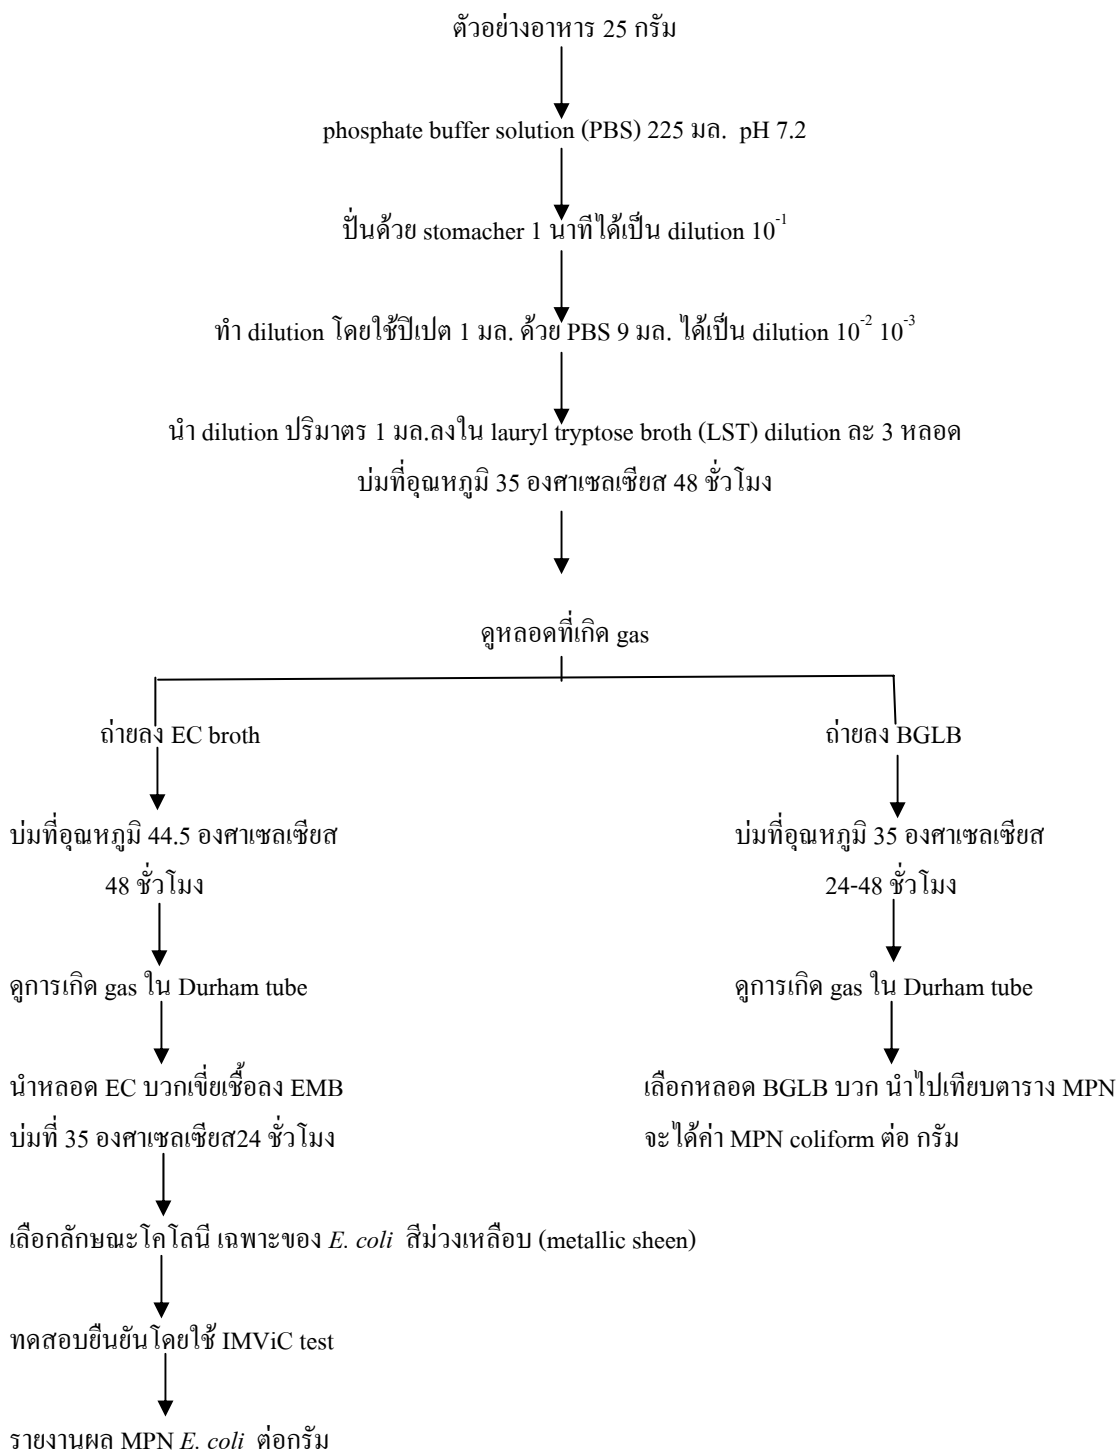 ตัวอย่างอาหาร 25 กรัม
phosphate buffer solution (PBS) 225 มล. pH 7.2
ปั่นด้วย stomacher 1 นาทีได้เป็น dilution 10⁻¹
ทำ dilution โดยใช้ปิเปต 1 มล. ด้วย PBS 9 มล. ได้เป็น dilution 10⁻² 10⁻³
นำ dilution ปริมาตร 1 มล.ลงใน lauryl tryptose broth (LST) dilution ละ 3 หลอด
บ่มที่อุณหภูมิ 35 องศาเซลเซียส 48 ชั่วโมง
ดูหลอดที่เกิด gas
ถ่ายลง EC broth
บ่มที่อุณหภูมิ 44.5 องศาเซลเซียส
48 ชั่วโมง
ดูการเกิด gas ใน Durham tube
นำหลอด EC บวกเขี่ยเชื้อลง EMB
บ่มที่ 35 องศาเซลเซียส24 ชั่วโมง
เลือกลักษณะโคโลนี เฉพาะของ E. coli สีม่วงเหลือบ (metallic sheen)
ทดสอบยืนยันโดยใช้ IMViC test
รายงานผล MPN E. coli ต่อกรัม
ถ่ายลง BGLB
บ่มที่อุณหภูมิ 35 องศาเซลเซียส
24-48 ชั่วโมง
ดูการเกิด gas ใน Durham tube
เลือกหลอด BGLB บวก นำไปเทียบตาราง MPN
จะได้ค่า MPN coliform ต่อ กรัม